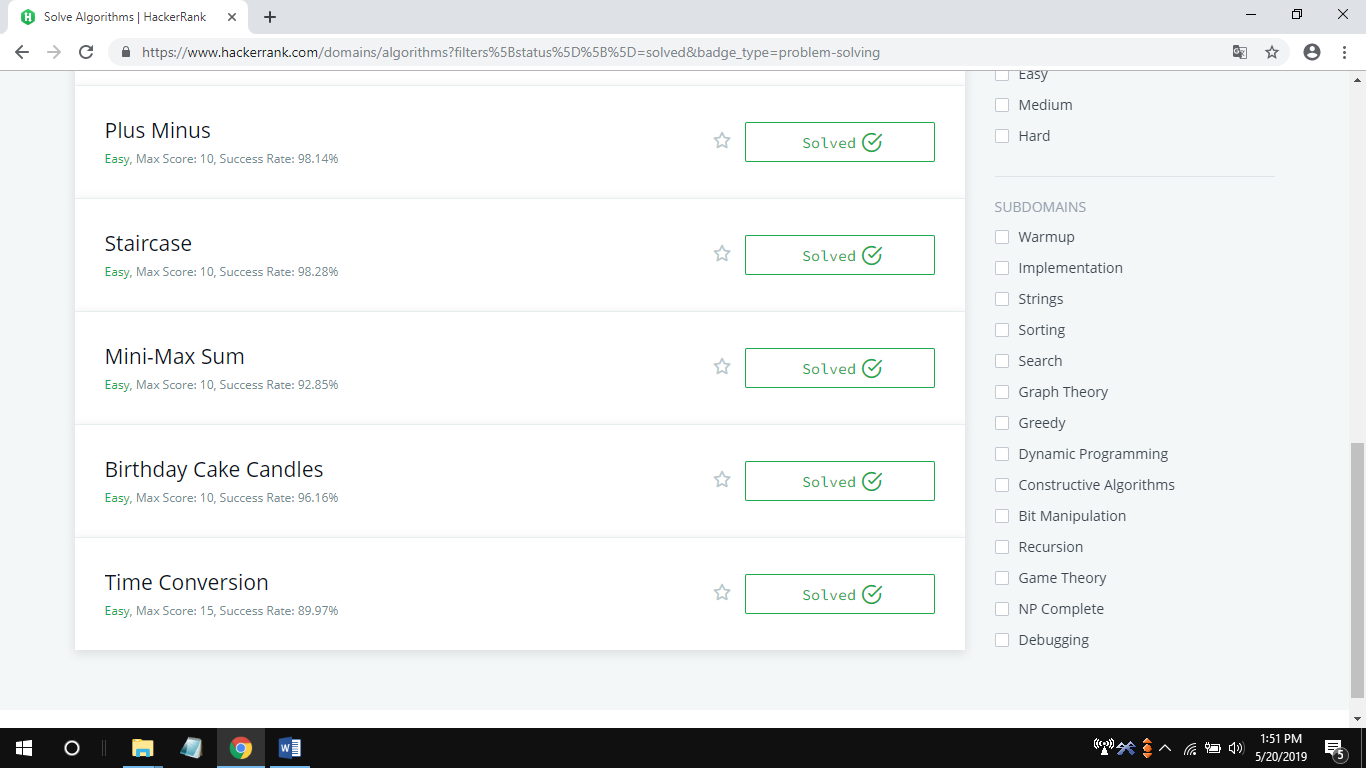 Solve Algorithms | HackerRank
https://www.hackerrank.com/domains/algorithms?filters%5Bstatus%5D%5B%5D=solved&badge_type=problem-solving
Plus Minus
Easy, Max Score: 10, Success Rate: 98.14%
Solved
Staircase
Easy, Max Score: 10, Success Rate: 98.28%
Solved
Mini-Max Sum
Easy, Max Score: 10, Success Rate: 92.85%
Solved
Birthday Cake Candles
Easy, Max Score: 10, Success Rate: 96.16%
Solved
Time Conversion
Easy, Max Score: 15, Success Rate: 89.97%
Solved
Easy
Medium
Hard
SUBDOMAINS
Warmup
Implementation
Strings
Sorting
Search
Graph Theory
Greedy
Dynamic Programming
Constructive Algorithms
Bit Manipulation
Recursion
Game Theory
NP Complete
Debugging
1:51 PM
5/20/2019
5